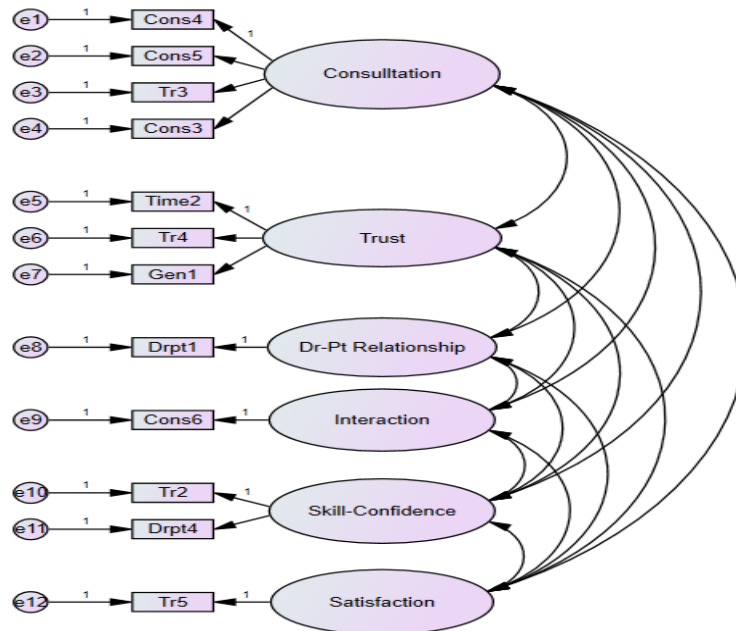 e1 1 Cons4 1
e2 1 Cons5
Consulltation
e3 1 Tr3
e4 1 Cons3
e5 1 Time2 1
e6 1 Tr4
Trust
e7 1 Gen1
e8 1 Drpt1 1 Dr-Pt Relationship
e9 1 Cons6 1 Interaction
e10 1 Tr2 1
Skill-Confidence
e11 1 Drpt4
e12 1 Tr5 1 Satisfaction